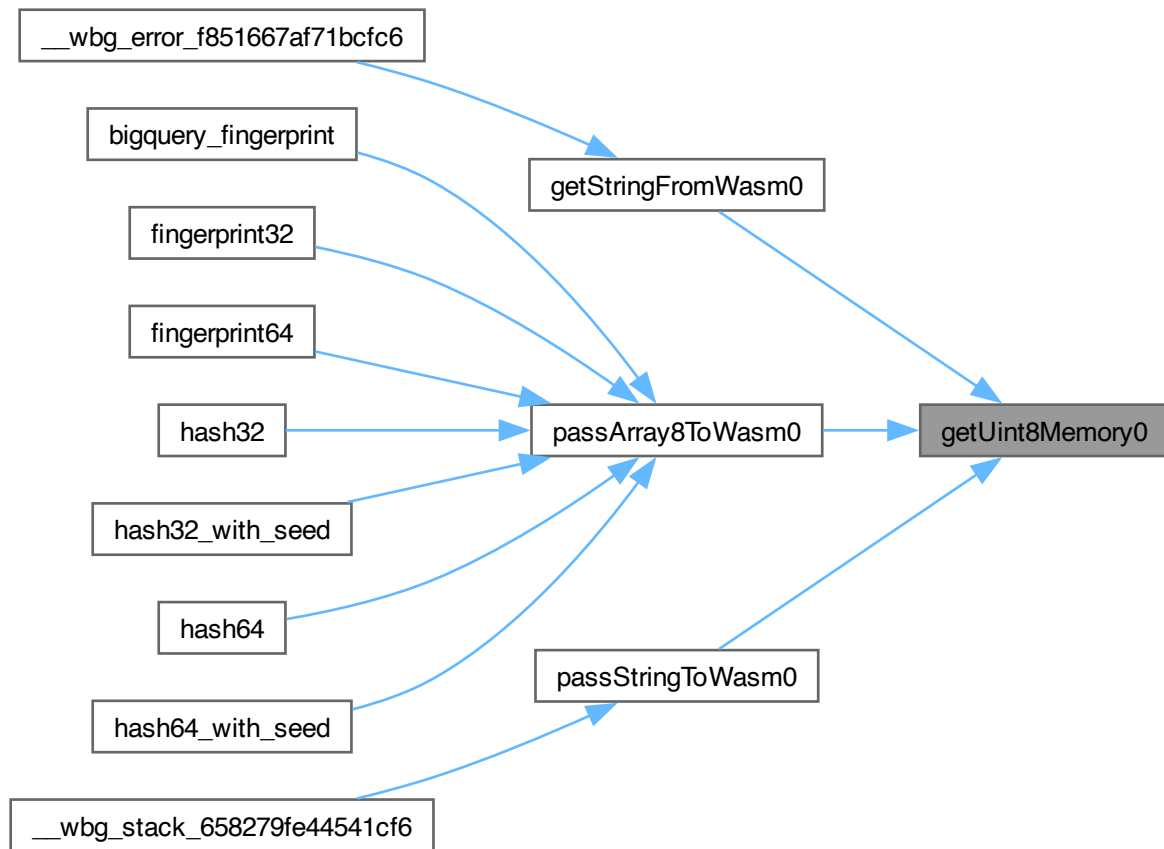 __wbg_error_f851667af71bcfc6
bigquery_fingerprint
fingerprint32
fingerprint64
hash32
hash32_with_seed
hash64
hash64_with_seed
__wbg_stack_658279fe44541cf6
getStringFromWasm0
passArray8ToWasm0
passStringToWasm0
getUint8Memory0